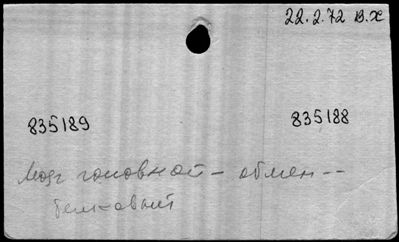 22.2.72 В.Х
835189 835188
Мозг головной – обмен --
белковый